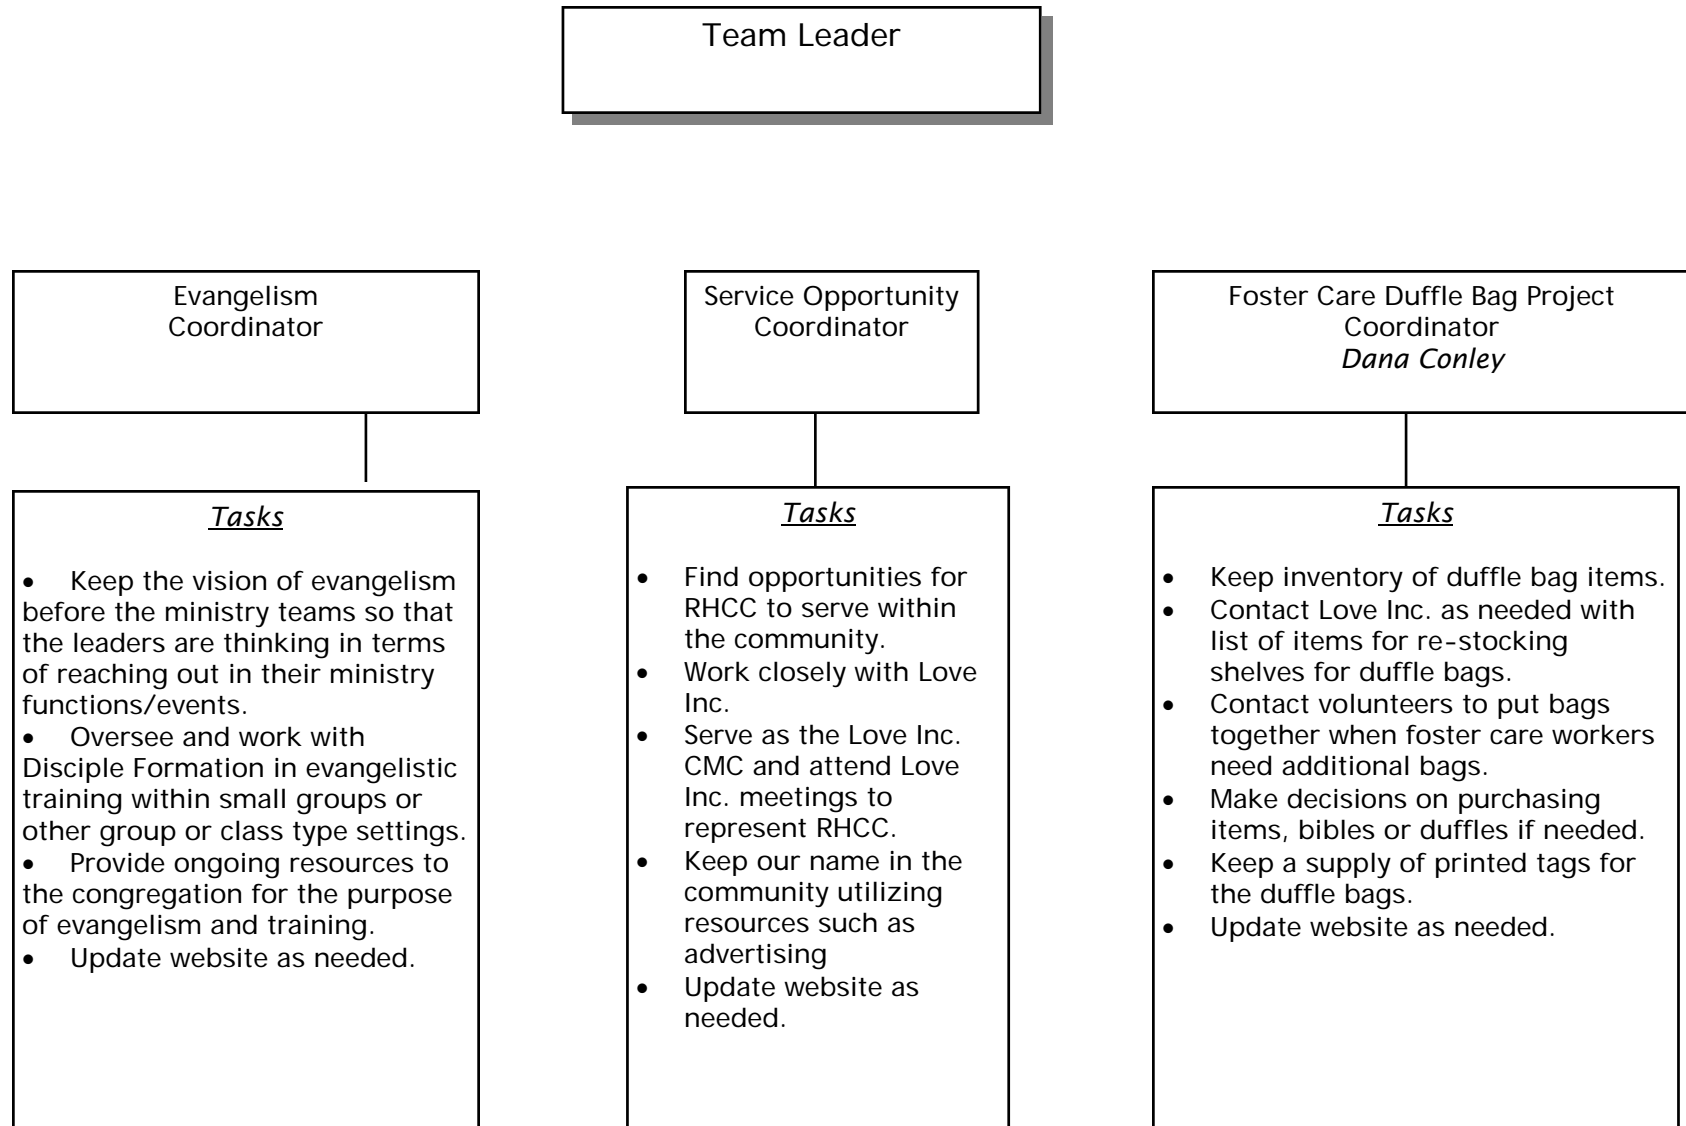 Team Leader
Evangelism
Coordinator
Service Opportunity
Coordinator
Foster Care Duffle Bag Project
Coordinator
Dana Conley
Tasks
• Keep the vision of evangelism
before the ministry teams so that
the leaders are thinking in terms
of reaching out in their ministry
functions/events.
• Oversee and work with
Disciple Formation in evangelistic
training within small groups or
other group or class type settings.
• Provide ongoing resources to
the congregation for the purpose
of evangelism and training.
• Update website as needed.
Tasks
• Find opportunities for
RHCC to serve within
the community.
• Work closely with Love
Inc.
• Serve as the Love Inc.
CMC and attend Love
Inc. meetings to
represent RHCC.
• Keep our name in the
community utilizing
resources such as
advertising
• Update website as
needed.
Tasks
• Keep inventory of duffle bag items.
• Contact Love Inc. as needed with
list of items for re-stocking
shelves for duffle bags.
• Contact volunteers to put bags
together when foster care workers
need additional bags.
• Make decisions on purchasing
items, bibles or duffles if needed.
• Keep a supply of printed tags for
the duffle bags.
• Update website as needed.